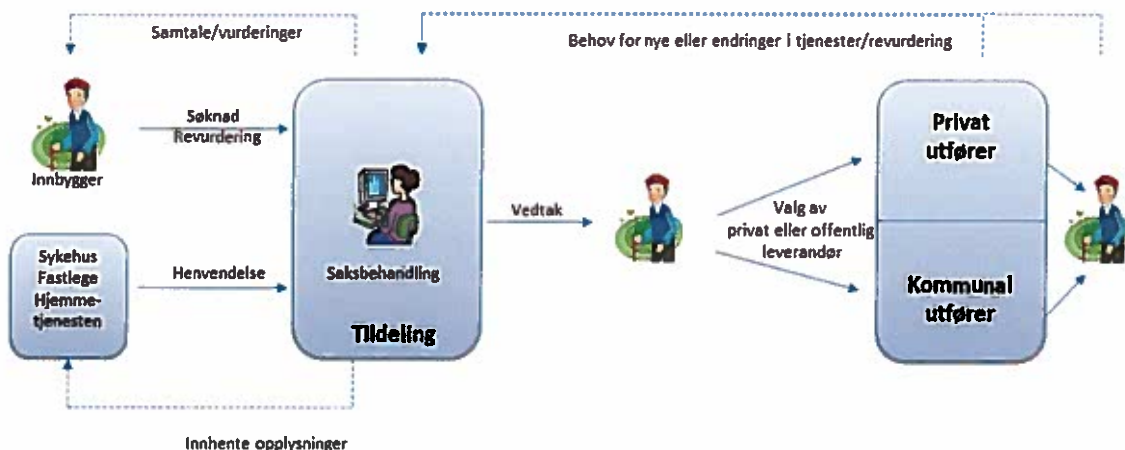 Samtale/vurderinger
Behov for nye eller endringer i tjenester/revurdering
Søknad
Revurdering
Innbygger
Sykehus
Fastlege
Hjemme-
tjenesten
Henvendelse
Saksbehandling
Tildeling
Vedtak
Valg av
privat eller offentlig
leverandør
Privat
utfører
Kommunal
utfører
Innhente opplysninger